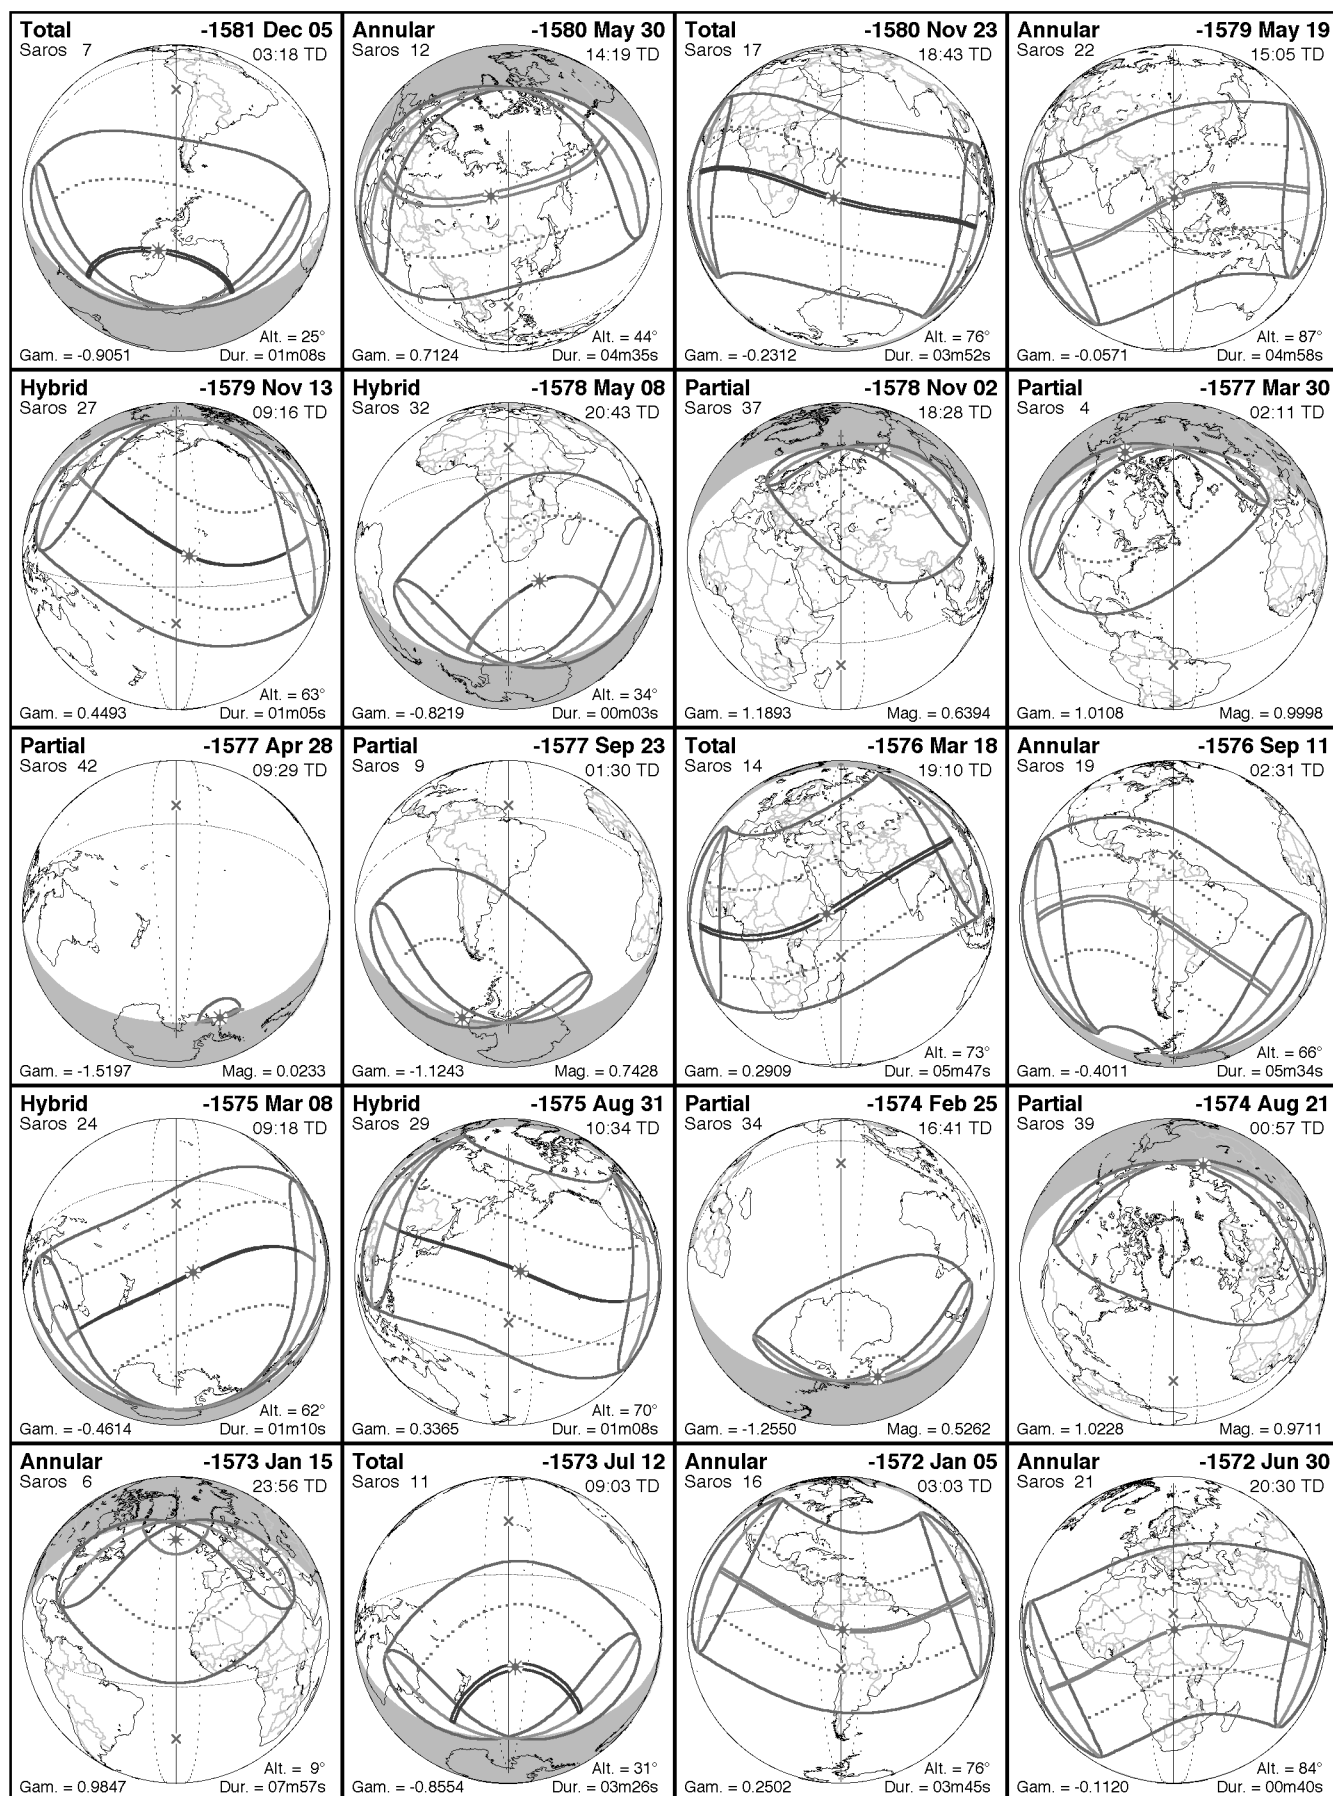 Total -1581 Dec 05
Saros 7 03:18 TD
Alt. = 25°
Gam. = -0.9051 Dur. = 01m08s
Annular -1580 May 30
Saros 12 14:19 TD
Alt. = 44°
Gam. = 0.7124 Dur. = 04m35s
Total -1580 Nov 23
Saros 17 18:43 TD
Alt. = 76°
Gam. = -0.2312 Dur. = 03m52s
Annular -1579 May 19
Saros 22 15:05 TD
Alt. = 87°
Gam. = -0.0571 Dur. = 04m58s
Hybrid -1579 Nov 13
Saros 27 09:16 TD
Alt. = 63°
Gam. = 0.4493 Dur. = 01m05s
Hybrid -1578 May 08
Saros 32 20:43 TD
Alt. = 34°
Gam. = -0.8219 Dur. = 00m03s
Partial -1578 Nov 02
Saros 37 18:28 TD
Gam. = 1.1893 Mag. = 0.6394
Partial -1577 Mar 30
Saros 4 02:11 TD
Gam. = 1.0108 Mag. = 0.9998
Partial -1577 Apr 28
Saros 42 09:29 TD
Gam. = -1.5197 Mag. = 0.0233
Partial -1577 Sep 23
Saros 9 01:30 TD
Gam. = -1.1243 Mag. = 0.7428
Total -1576 Mar 18
Saros 14 19:10 TD
Alt. = 73°
Gam. = 0.2909 Dur. = 05m47s
Annular -1576 Sep 11
Saros 19 02:31 TD
Alt. = 66°
Gam. = -0.4011 Dur. = 05m34s
Hybrid -1575 Mar 08
Saros 24 09:18 TD
Alt. = 62°
Gam. = -0.4614 Dur. = 01m10s
Hybrid -1575 Aug 31
Saros 29 10:34 TD
Alt. = 70°
Gam. = 0.3365 Dur. = 01m08s
Partial -1574 Feb 25
Saros 34 16:41 TD
Gam. = -1.2550 Mag. = 0.5262
Partial -1574 Aug 21
Saros 39 00:57 TD
Gam. = 1.0228 Mag. = 0.9711
Annular -1573 Jan 15
Saros 6 23:56 TD
Alt. = 9°
Gam. = 0.9847 Dur. = 07m57s
Total -1573 Jul 12
Saros 11 09:03 TD
Alt. = 31°
Gam. = -0.8554 Dur. = 03m26s
Annular -1572 Jan 05
Saros 16 03:03 TD
Alt. = 76°
Gam. = 0.2502 Dur. = 03m45s
Annular -1572 Jun 30
Saros 21 20:30 TD
Alt. = 84°
Gam. = -0.1120 Dur. = 00m40s